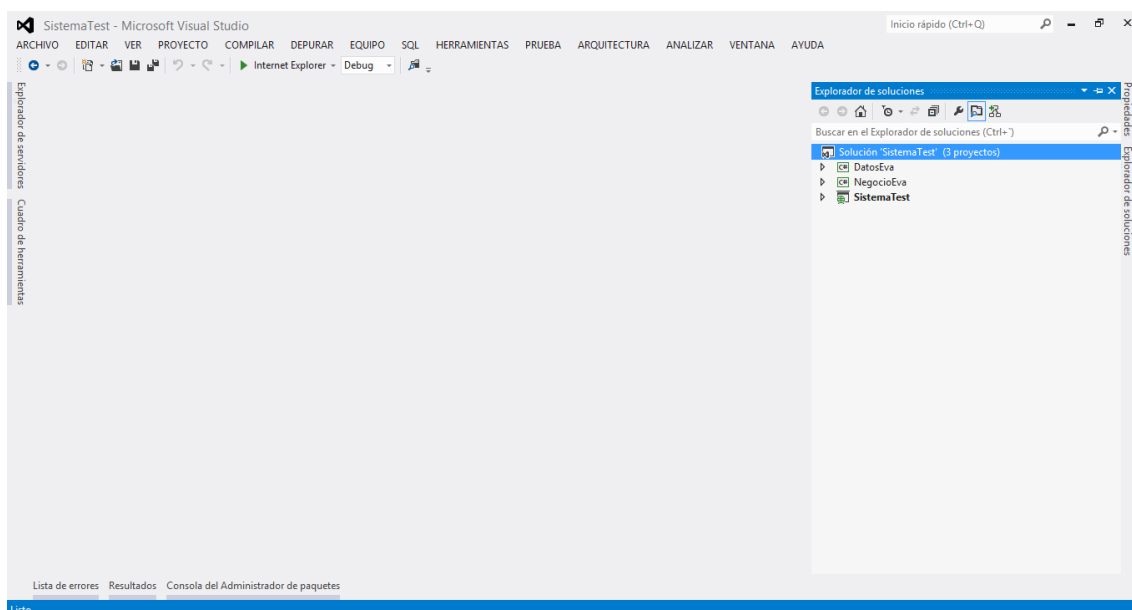 SistemaTest - Microsoft Visual Studio
Inicio rápido (Ctrl+Q)
ARCHIVO EDITAR VER PROYECTO COMPILAR DEPURAR EQUIPO SQL HERRAMIENTAS PRUEBA ARQUITECTURA ANALIZAR VENTANA AYUDA
Internet Explorer Debug
Explorador de servidores
Cuadro de herramientas
Explorador de soluciones
Buscar en el Explorador de soluciones (Ctrl+¨)
Solución 'SistemaTest' (3 proyectos)
C# DatosEva
C# NegocioEva
SistemaTest
Propiedades
Explorador de soluciones
Lista de errores Resultados Consola del Administrador de paquetes
Listo